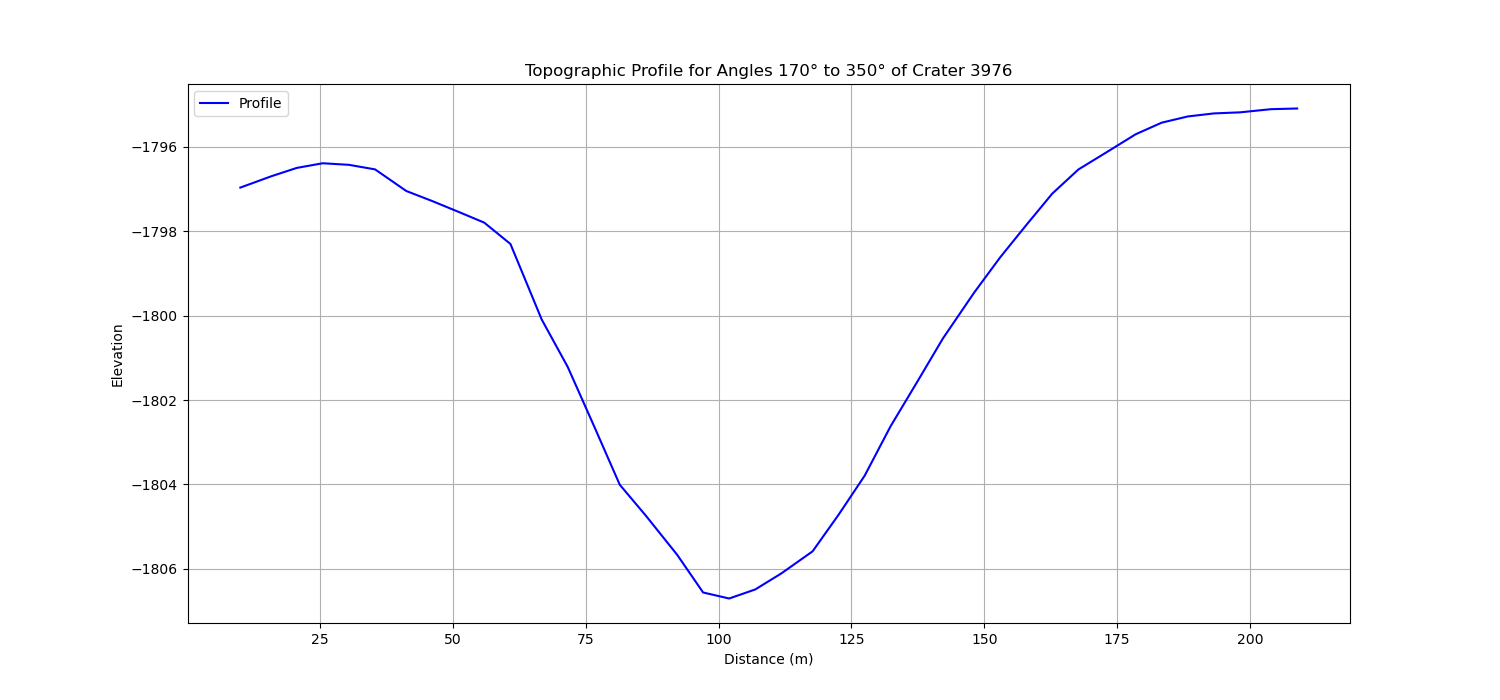 Topographic Profile for Angles 170° to 350° of Crater 3976
Profile
−1796
−1798
−1800
−1802
−1804
−1806
Elevation
25 50 75 100 125 150 175 200
Distance (m)